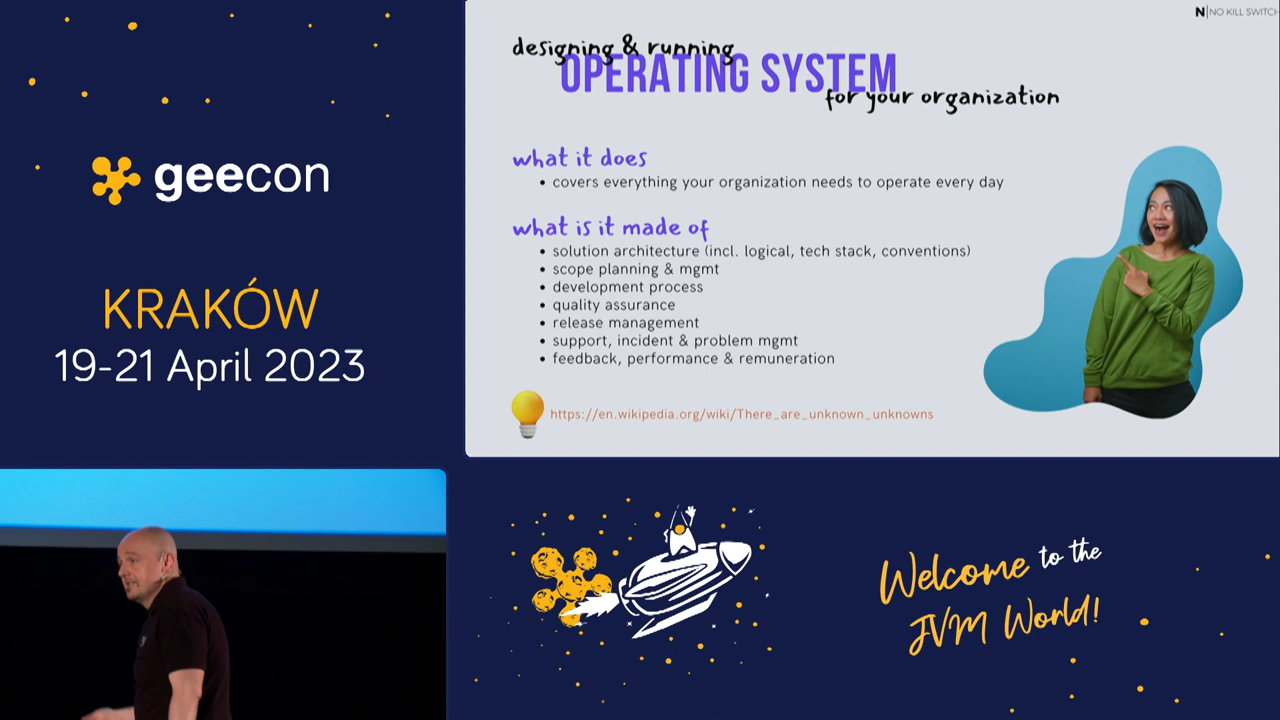 geecon
KRAKÓW
19-21 April 2023
N|NO KILL SWITCH
designing & running
OPERATING SYSTEM
for your organization
what it does
• covers everything your organization needs to operate every day
what is it made of
• solution architecture (incl. logical, tech stack, conventions)
• scope planning & mgmt
• development process
• quality assurance
• release management
• support, incident & problem mgmt
• feedback, performance & remuneration
https://en.wikipedia.org/wiki/There_are_unknown_unknowns
Welcome to the
JVM World!